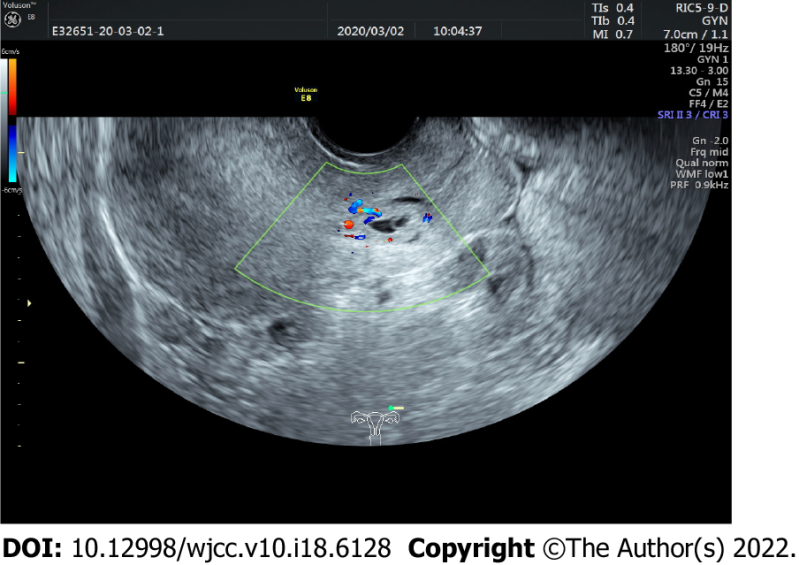 Voluson™
GE E8
E32651-20-03-02-1 2020/03/02 10:04:37
TIs 0.4 RIC5-9-D
TIb 0.4 GYN
MI 0.7 7.0cm / 1.1
180°/ 19Hz
GYN 1
13.30 - 3.00
Gn 15
C5 / M4
FF4 / E2
SRI II 3 / CRI 3
Gn -2.0
Frq mid
Qual norm
WMF low1
PRF 0.9kHz
6cm/s
-6cm/s
Voluson
E8
DOI: 10.12998/wjcc.v10.i18.6128 Copyright ©The Author(s) 2022.